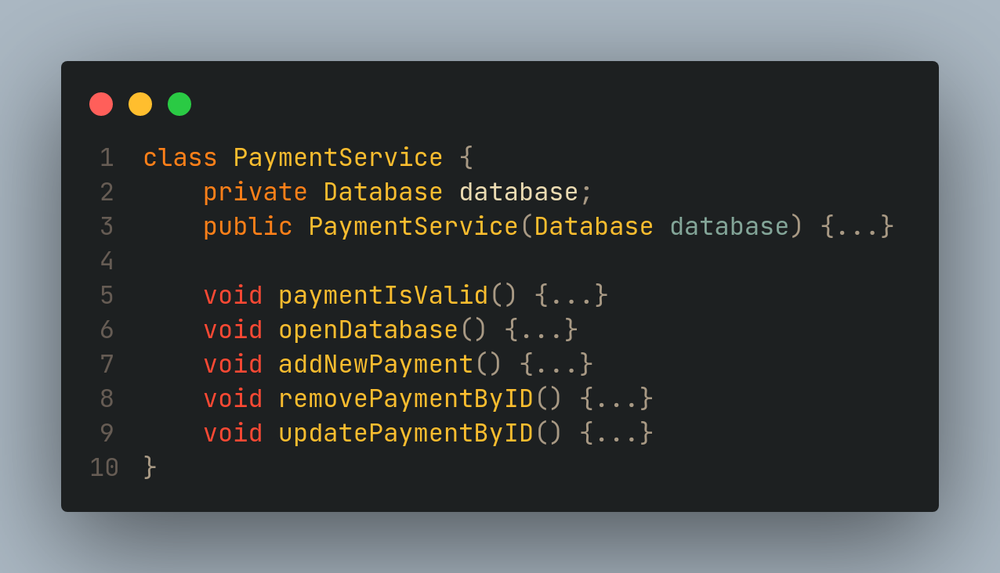 1 class PaymentService {
2     private Database database;
3     public PaymentService(Database database) {...}
4
5     void paymentIsValid() {...}
6     void openDatabase() {...}
7     void addNewPayment() {...}
8     void removePaymentByID() {...}
9     void updatePaymentByID() {...}
10 }